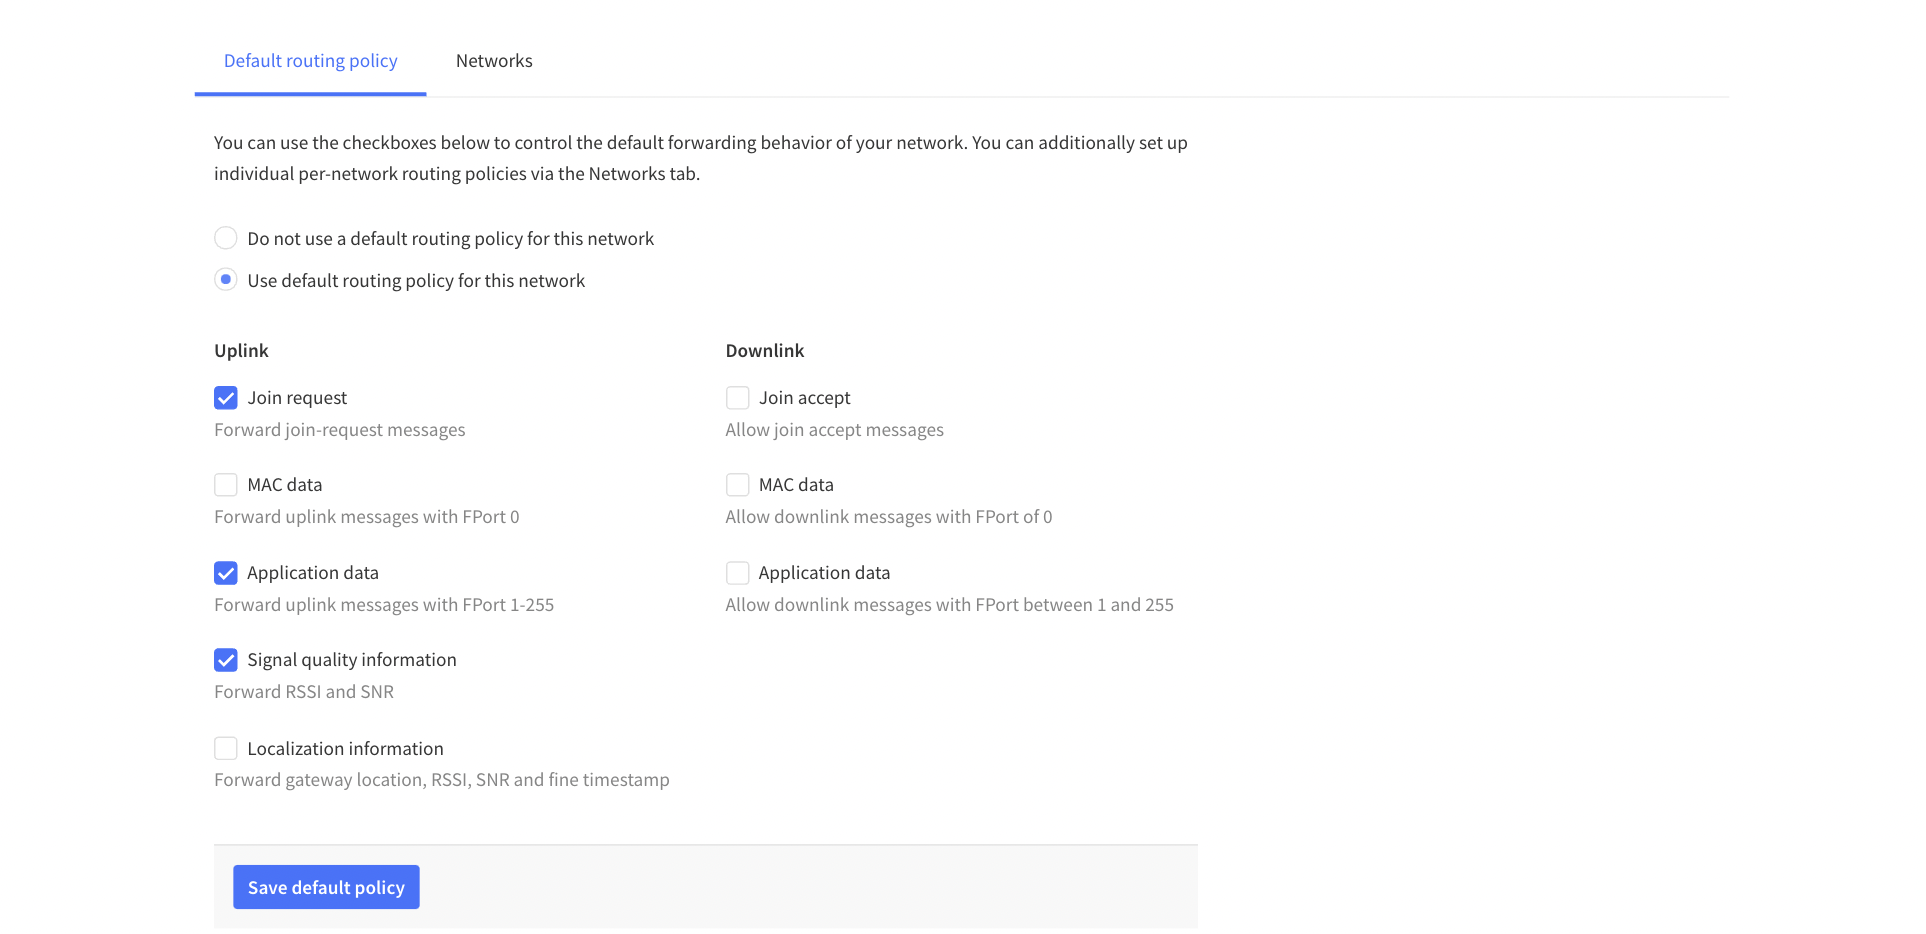 Default routing policy
Networks
You can use the checkboxes below to control the default forwarding behavior of your network. You can additionally set up
individual per-network routing policies via the Networks tab.
Do not use a default routing policy for this network
Use default routing policy for this network
Uplink
Join request
Forward join-request messages
MAC data
Forward uplink messages with FPort 0
Application data
Forward uplink messages with FPort 1-255
Signal quality information
Forward RSSI and SNR
Localization information
Forward gateway location, RSSI, SNR and fine timestamp
Downlink
Join accept
Allow join accept messages
MAC data
Allow downlink messages with FPort of 0
Application data
Allow downlink messages with FPort between 1 and 255
Save default policy